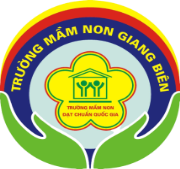 TRƯỜNG MẦM NON GIANG BIÊN
TRƯỜNG MẦM NON
ĐẠT CHUẨN QUỐC GIA